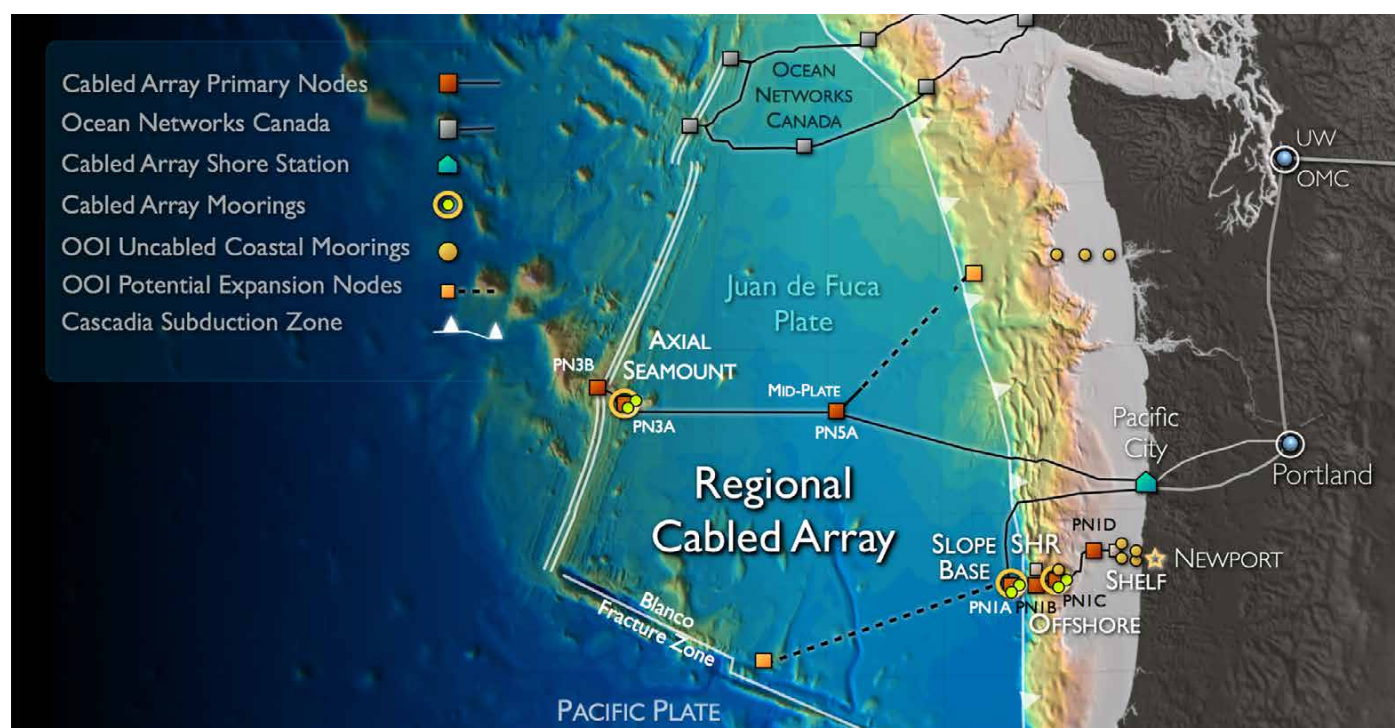 Cabled Array Primary Nodes
Ocean Networks Canada
Cabled Array Shore Station
Cabled Array Moorings
OOI Uncabled Coastal Moorings
OOI Potential Expansion Nodes
Cascadia Subduction Zone
OCEAN
NETWORKS
CANADA
UW
OMC
Juan de Fuca
Plate
AXIAL
SEAMOUNT
PN3B
PN3A
MID-PLATE
PN5A
Pacific
City
Portland
Regional
Cabled Array
SLOPE
BASE
SHR
PN1D
NEWPORT
SHELF
PN1A
PN1B
PN1C
OFFSHORE
Blanco
Fracture Zone
PACIFIC PLATE